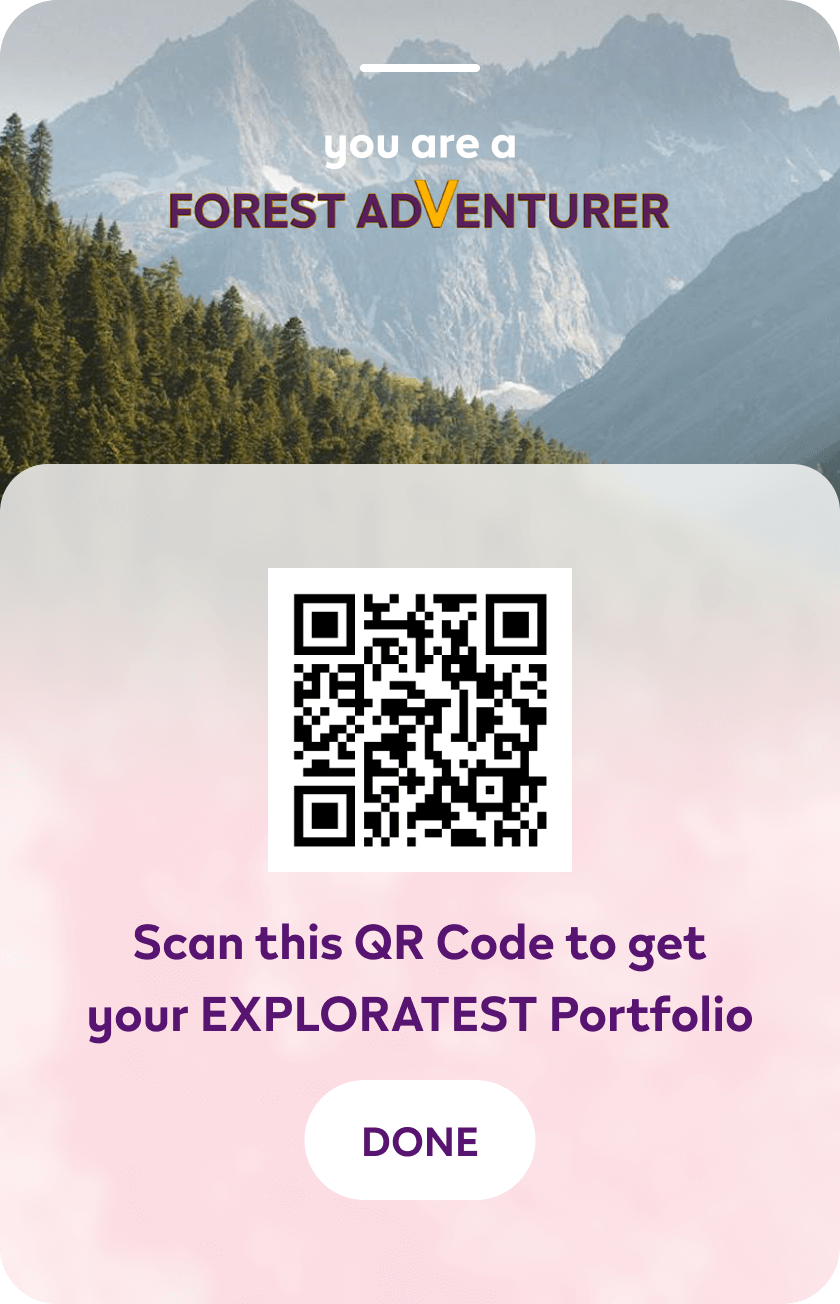 you are a
FOREST ADVENTURER
Scan this QR Code to get
your EXPLORATEST Portfolio
DONE